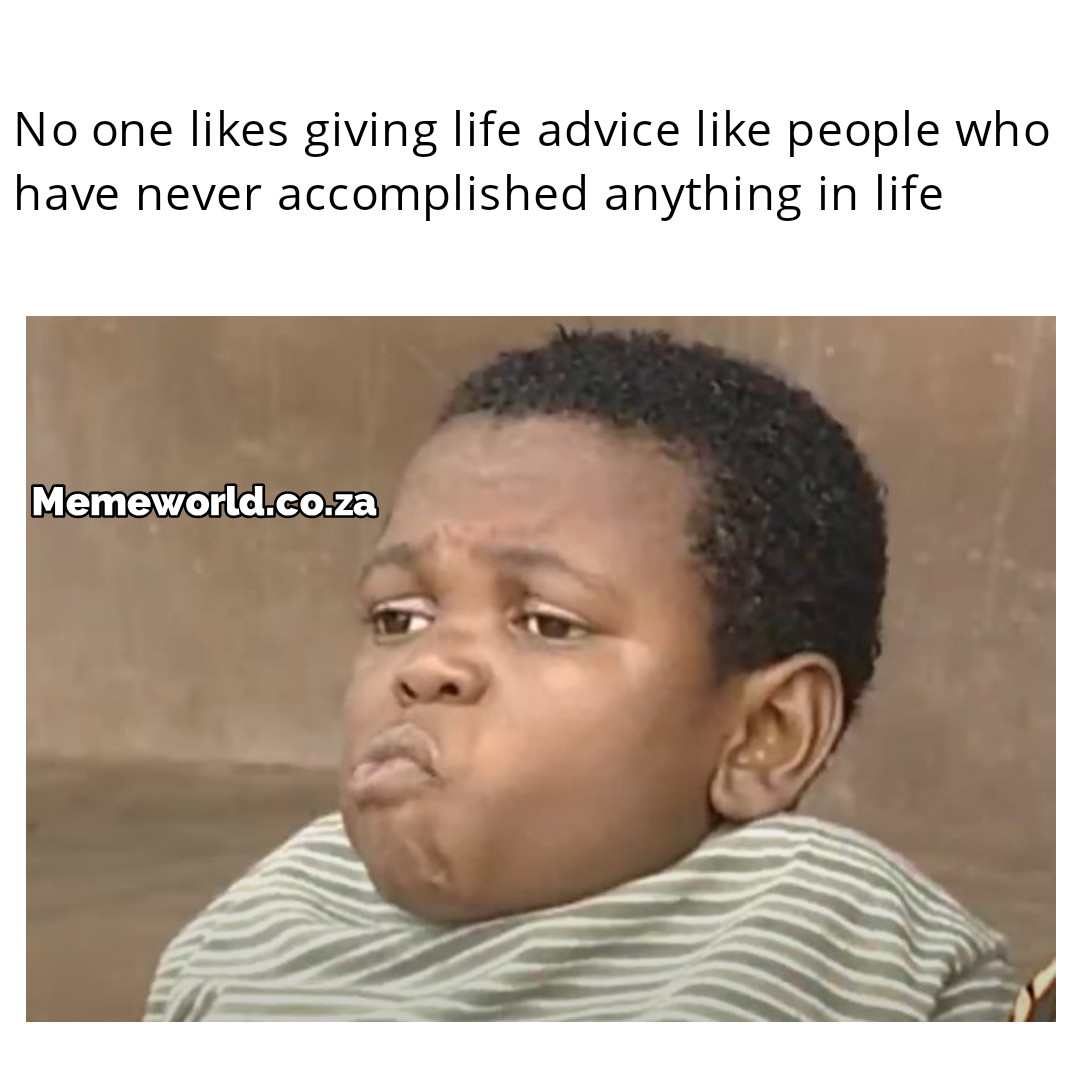 No one likes giving life advice like people who
have never accomplished anything in life
Memeworld.co.za